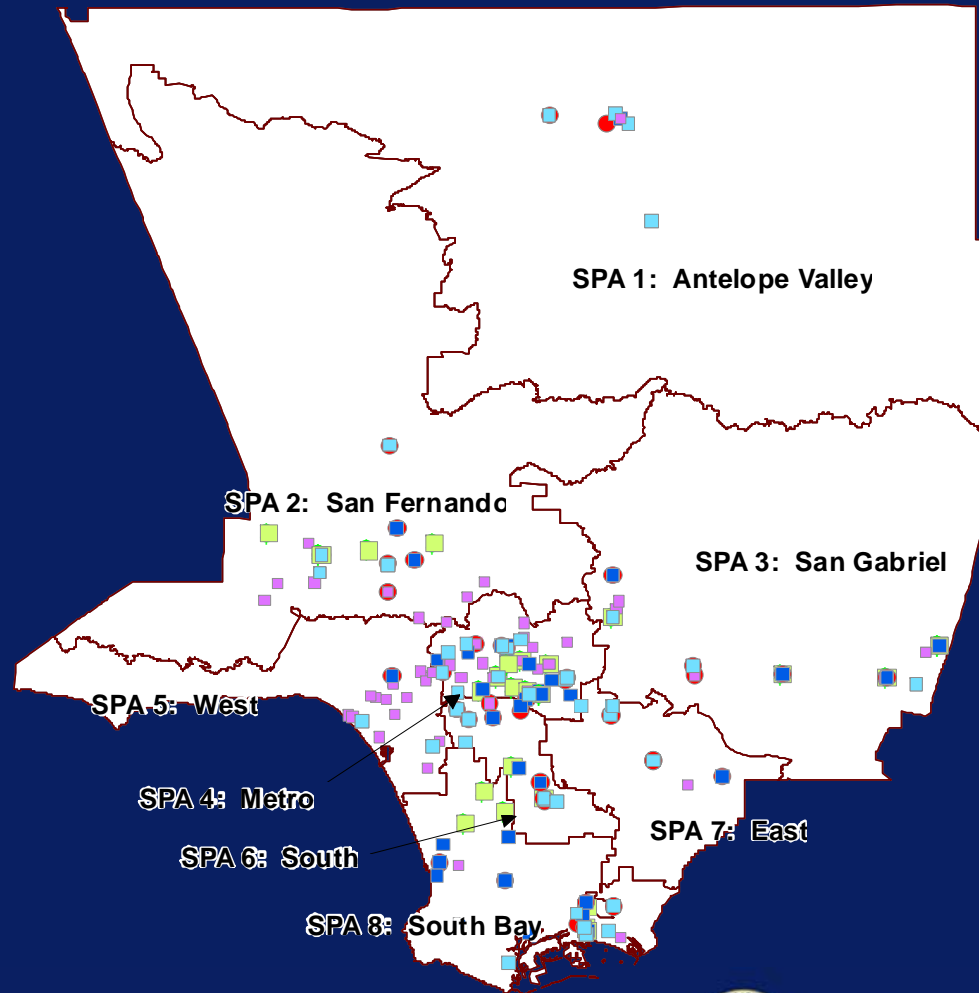 SPA 1: Antelope Valley
SPA 2: San Fernando
SPA 3: San Gabriel
SPA 5: West
SPA 4: Metro
SPA 7: East
SPA 6: South
SPA 8: South Bay